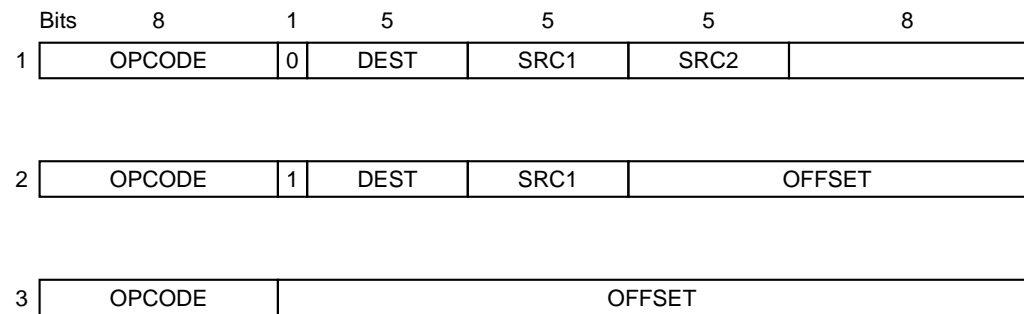 Bits 8 1 5 5 5 8
1 OPCODE 0 DEST SRC1 SRC2
2 OPCODE 1 DEST SRC1 OFFSET
3 OPCODE OFFSET